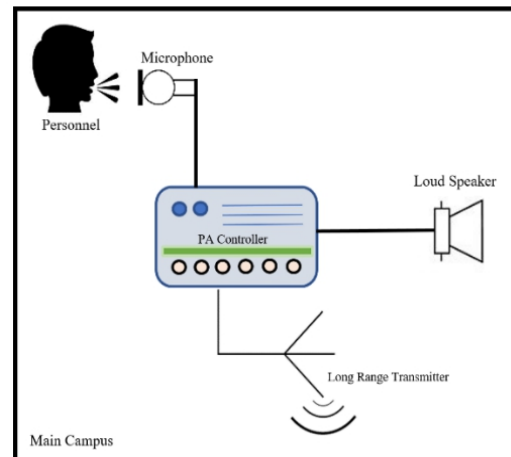 Microphone
Personnel
Loud Speaker
PA Controller
Long Range Transmitter
Main Campus